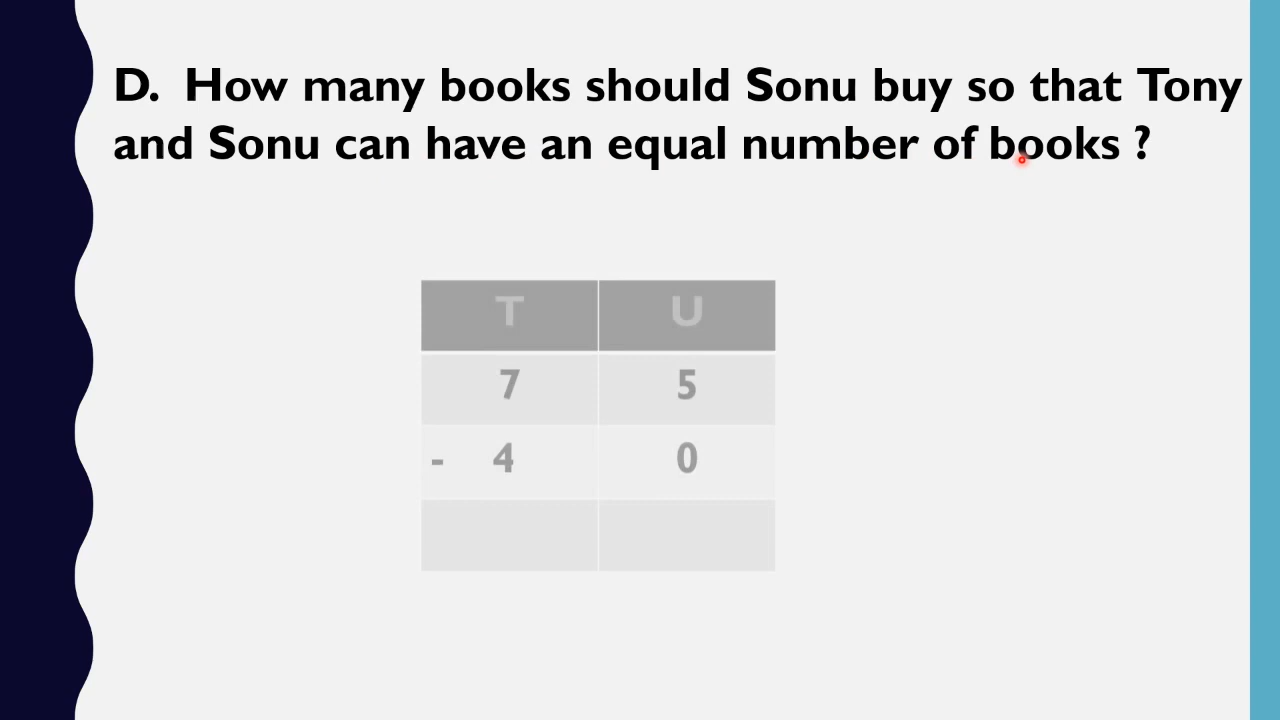 D. How many books should Sonu buy so that Tony
and Sonu can have an equal number of books ?
T U
7 5
- 4 0